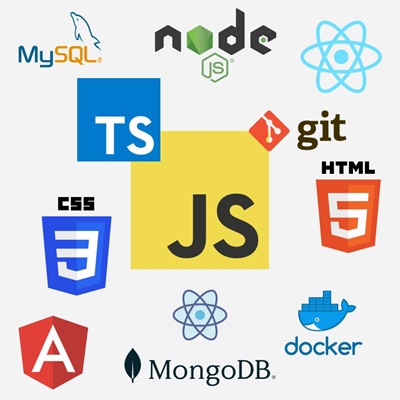 MySQL®
node
JS®
TS
git
HTML
5
CSS
3
JS
A
docker
MongoDB®